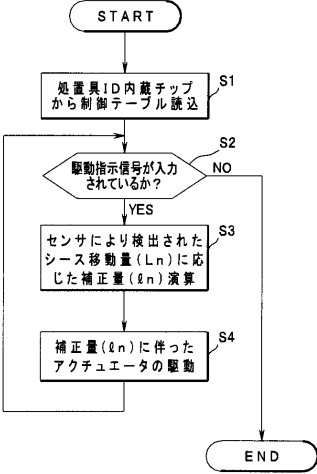 START
処置具ID内蔵チップ
から制御テーブル読込
S1
駆動指示信号が入力
されているか?
S2
NO
YES
センサにより検出された
シース移動量(Ln)に応
じた補正量(ℓn)演算
S3
補正量(ℓn)に伴った
アクチュエータの駆動
S4
END